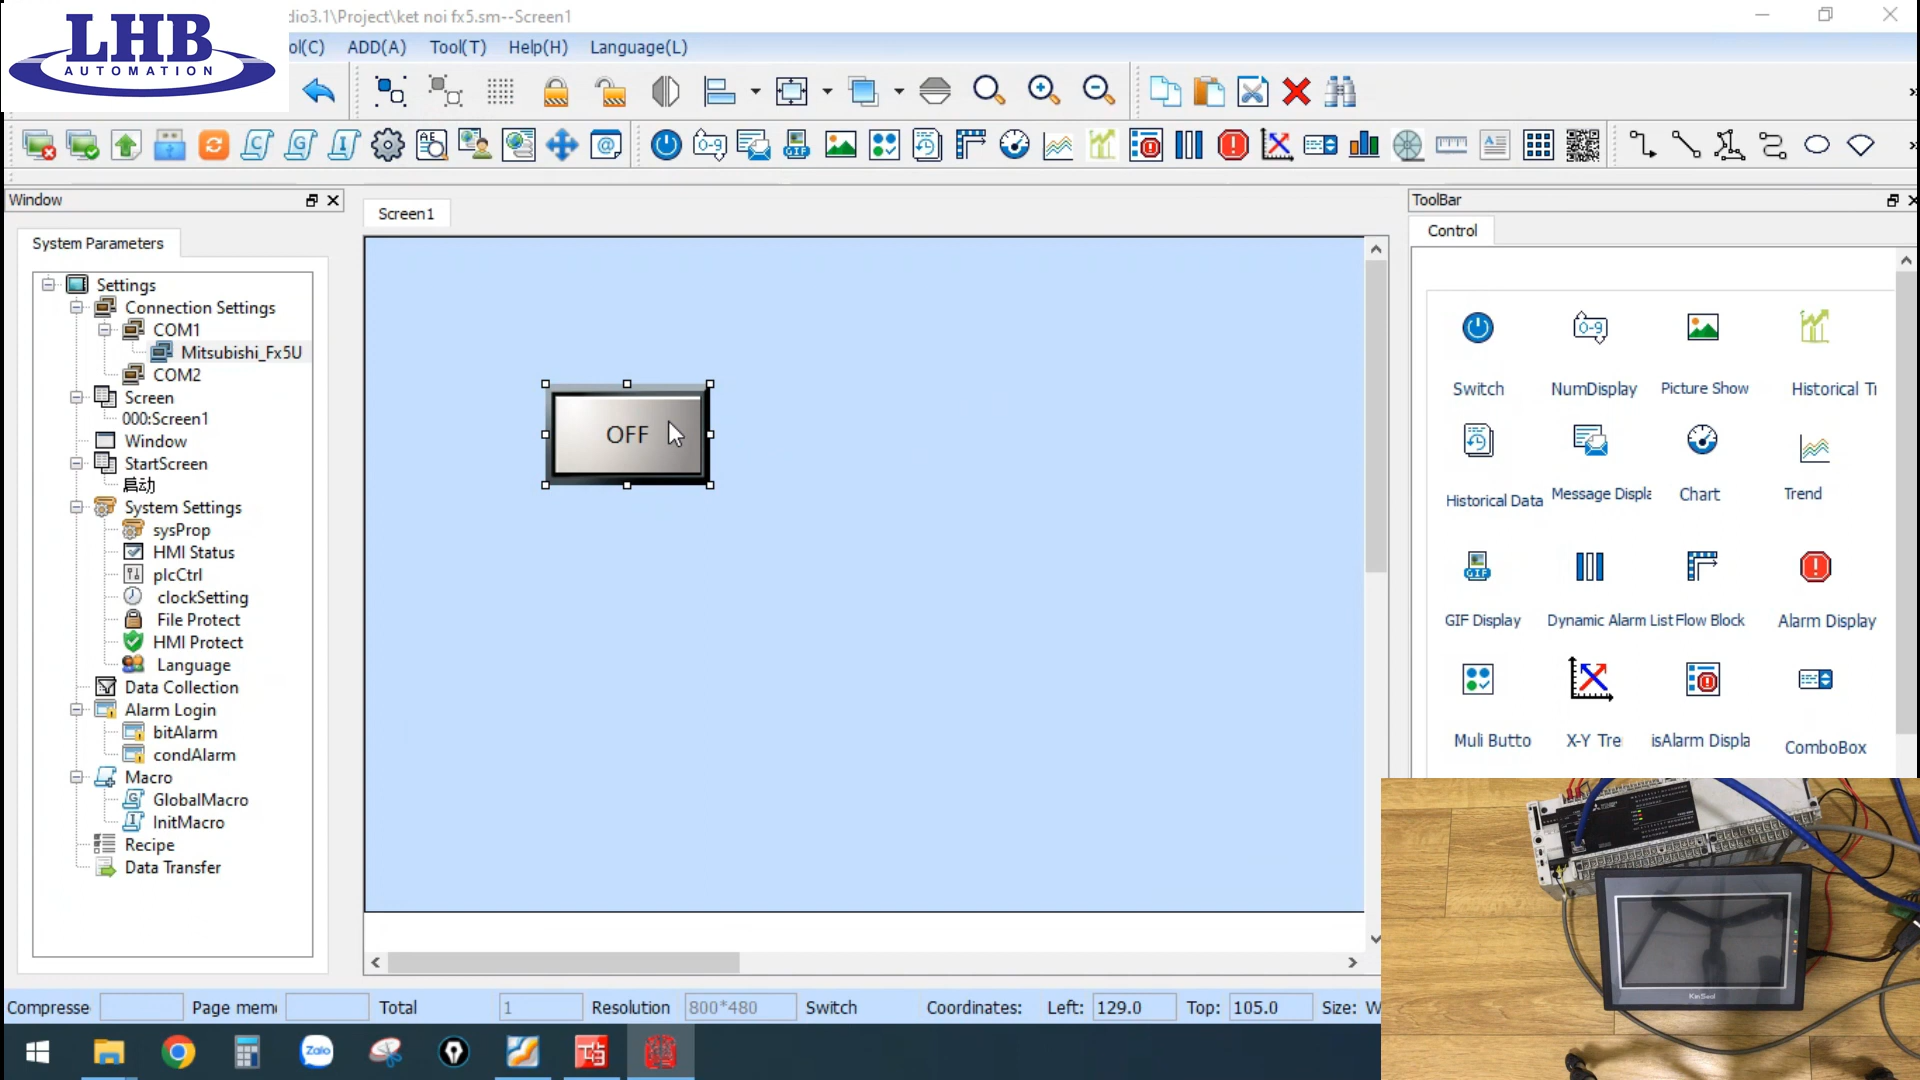 LHB
AUTOMATION
dio3.1\Project\ket noi fx5.sm--Screen1
ol(C) ADD(A) Tool(T) Help(H) Language(L)
Window
ToolBar
System Parameters
Screen1
Control
Settings
Connection Settings
COM1
Mitsubishi_Fx5U
COM2
Screen
000:Screen1
Window
StartScreen
启动
System Settings
sysProp
HMI Status
plcCtrl
clockSetting
File Protect
HMI Protect
Language
Data Collection
Alarm Login
bitAlarm
condAlarm
Macro
GlobalMacro
InitMacro
Recipe
Data Transfer
OFF
Switch NumDisplay Picture Show Historical Ti
Historical Data Message Displa Chart Trend
GIF Display Dynamic Alarm List Flow Block Alarm Display
Muli Butto X-Y Tre isAlarm Displa ComboBox
Compresse Page mem Total 1 Resolution 800*480 Switch Coordinates: Left: 129.0 Top: 105.0 Size: W
Zalo
KinSeal